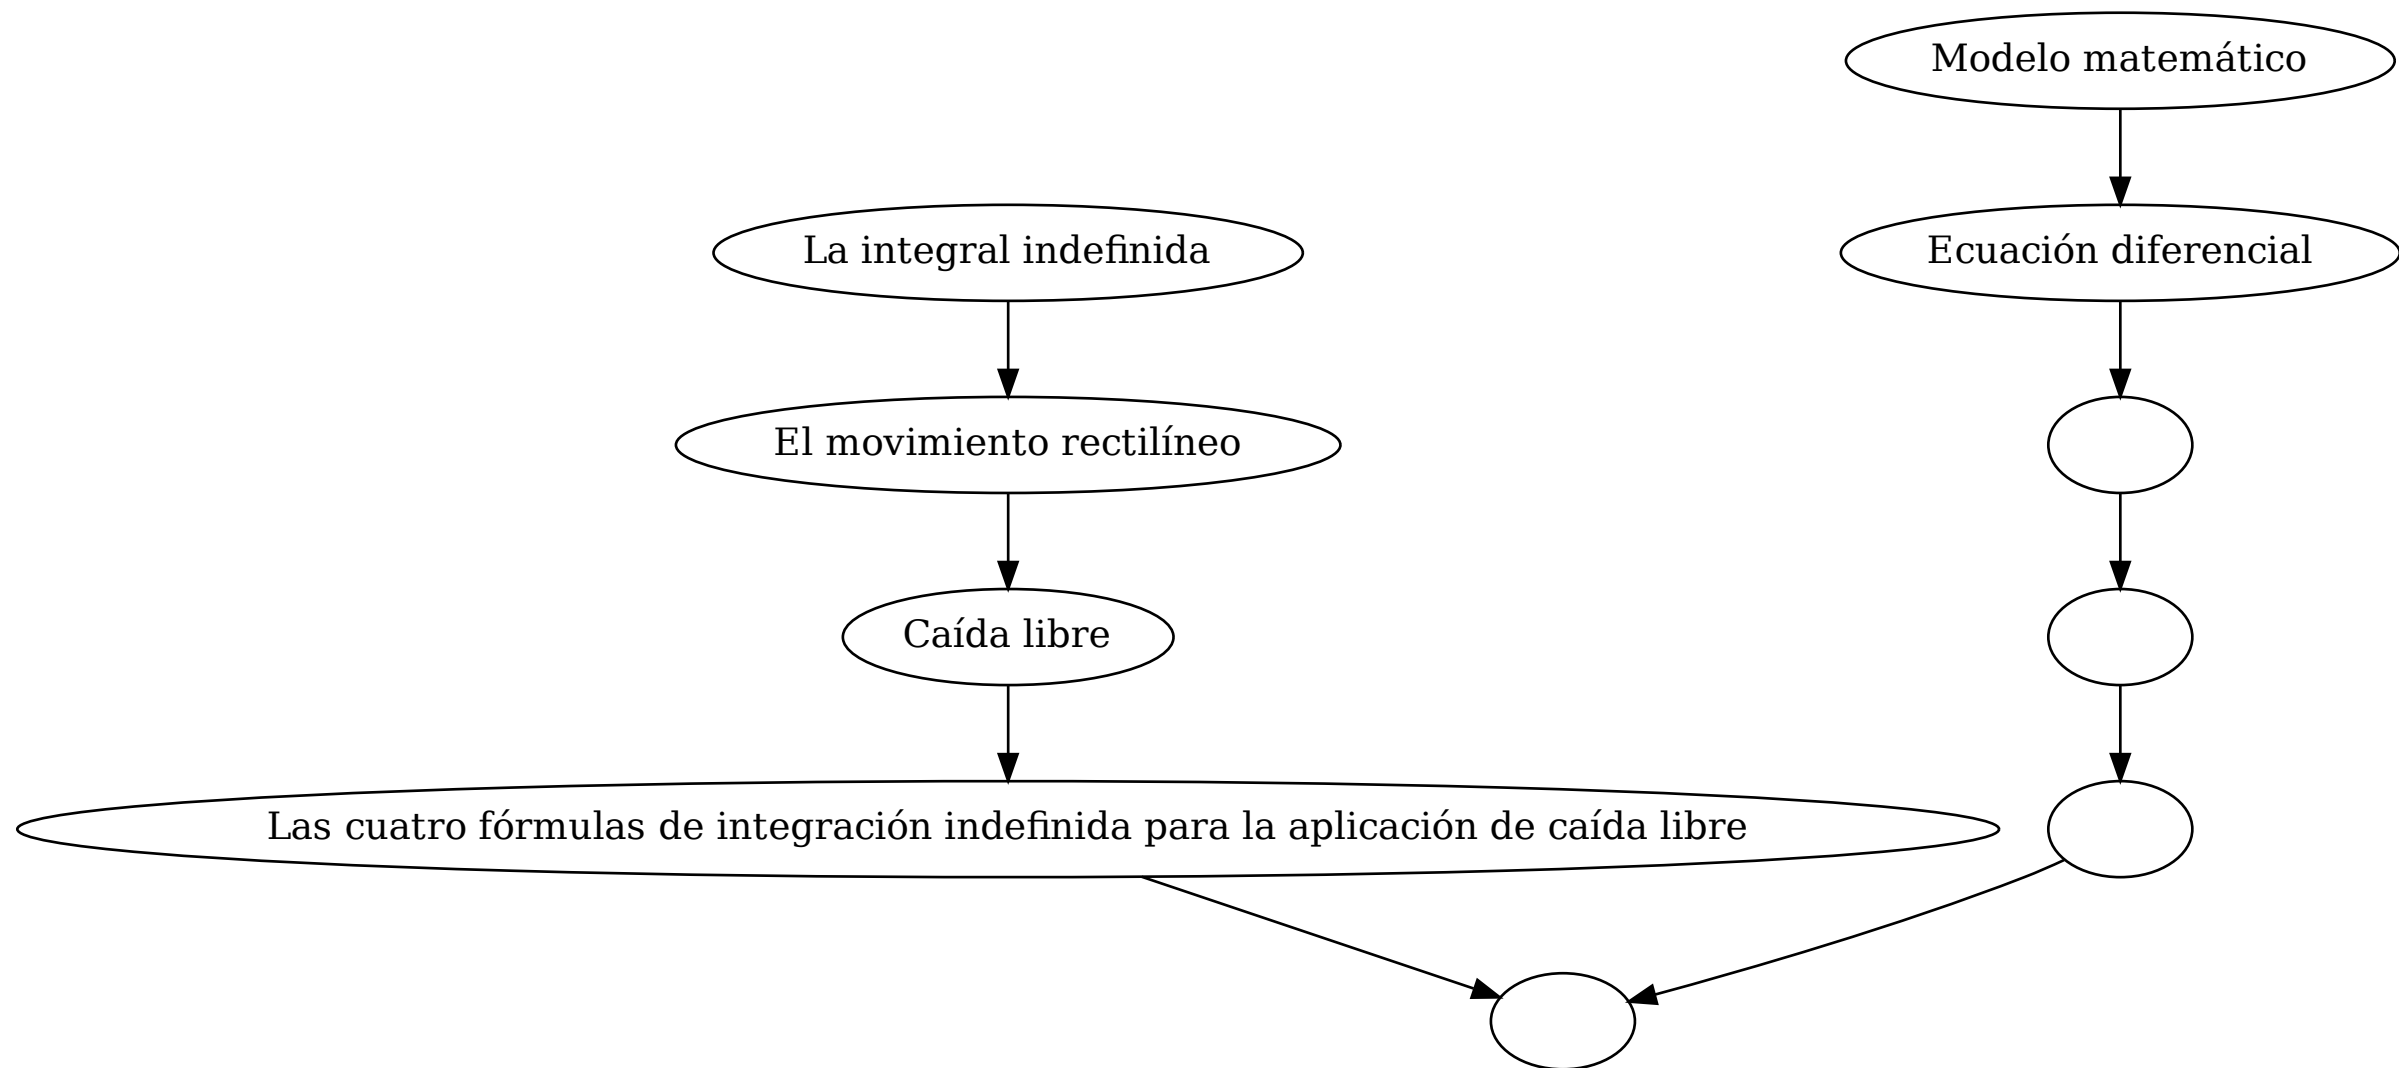 Modelo matemático
La integral indefinida
Ecuación diferencial
El movimiento rectilíneo
Caída libre
Las cuatro fórmulas de integración indefinida para la aplicación de caída libre